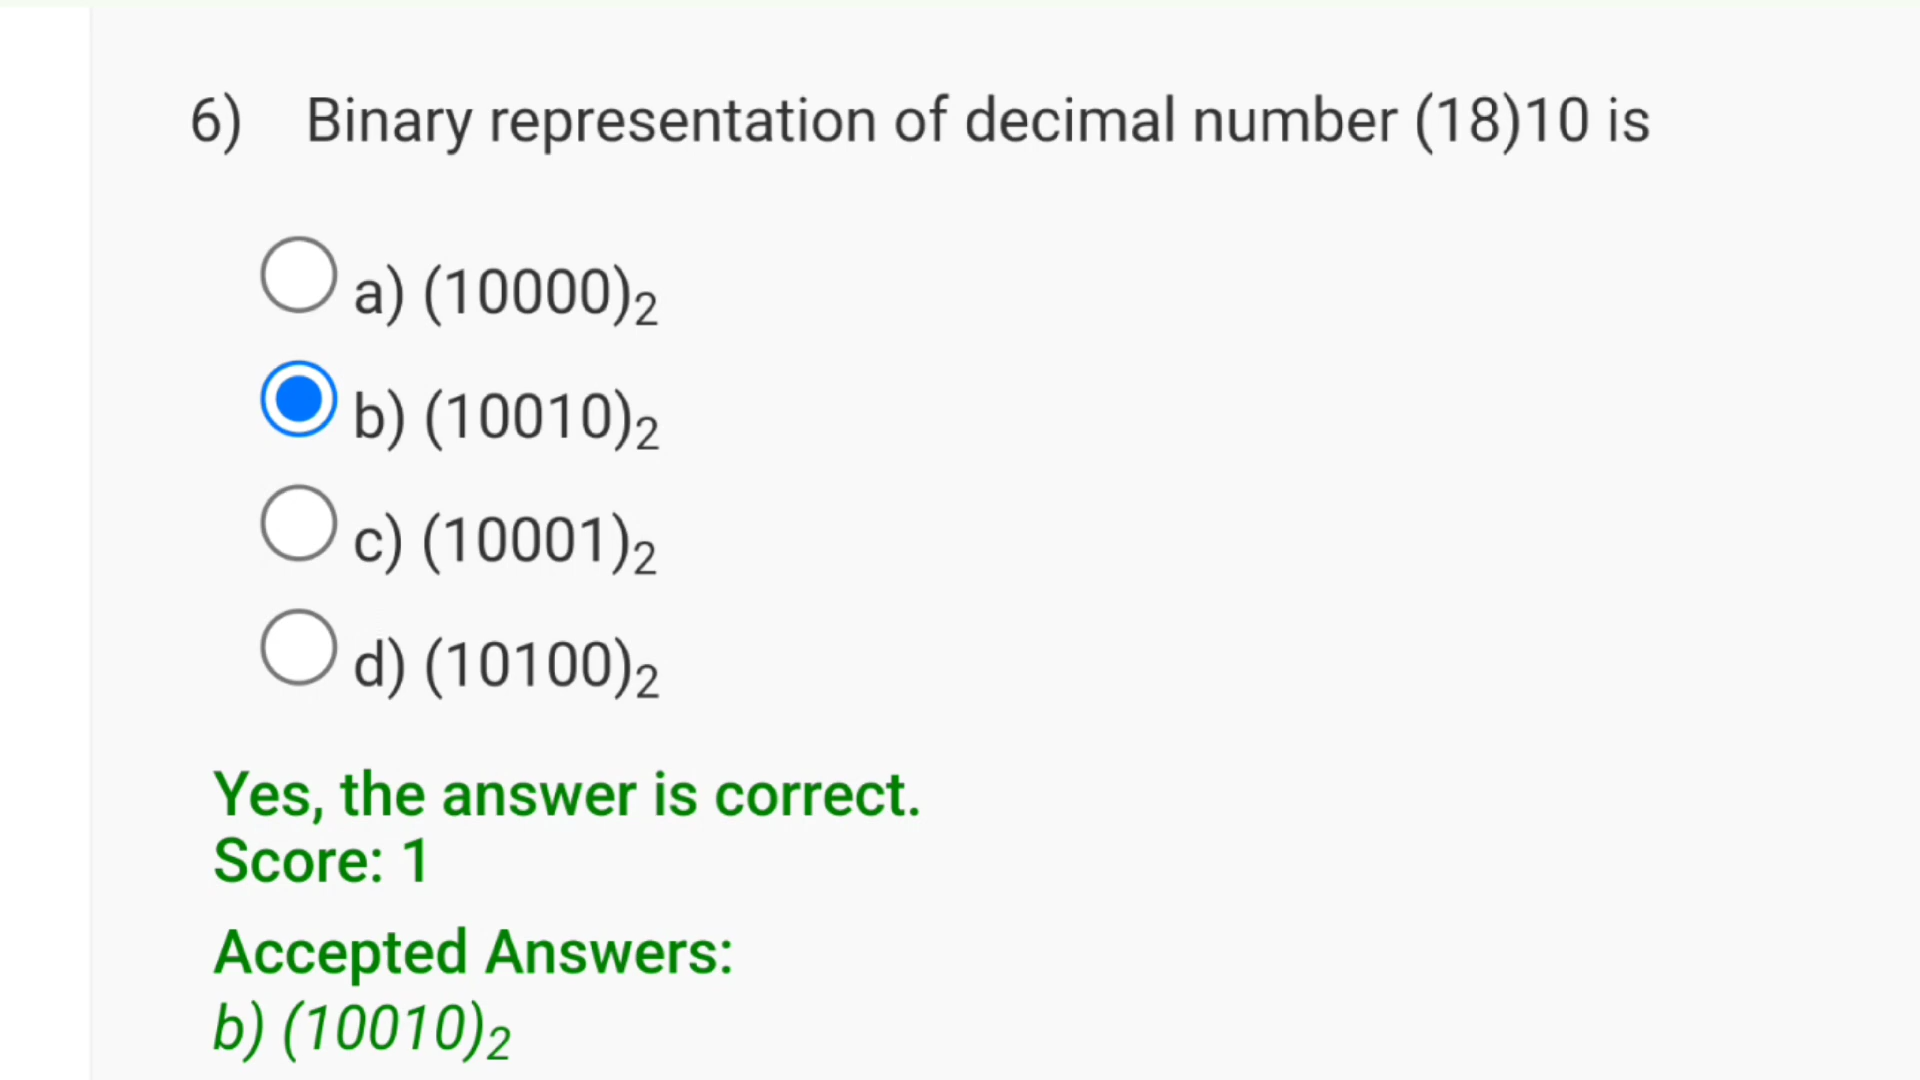 6) Binary representation of decimal number (18)10 is
a) (10000)₂
b) (10010)₂
c) (10001)₂
d) (10100)₂
Yes, the answer is correct.
Score: 1
Accepted Answers:
b) (10010)₂